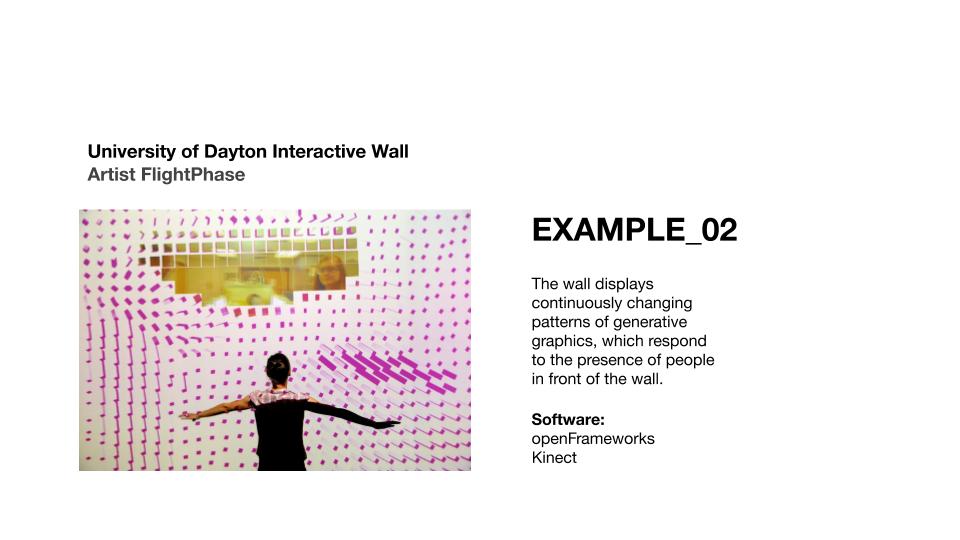 University of Dayton Interactive Wall
Artist FlightPhase
EXAMPLE_02
The wall displays
continuously changing
patterns of generative
graphics, which respond
to the presence of people
in front of the wall.
Software:
openFrameworks
Kinect